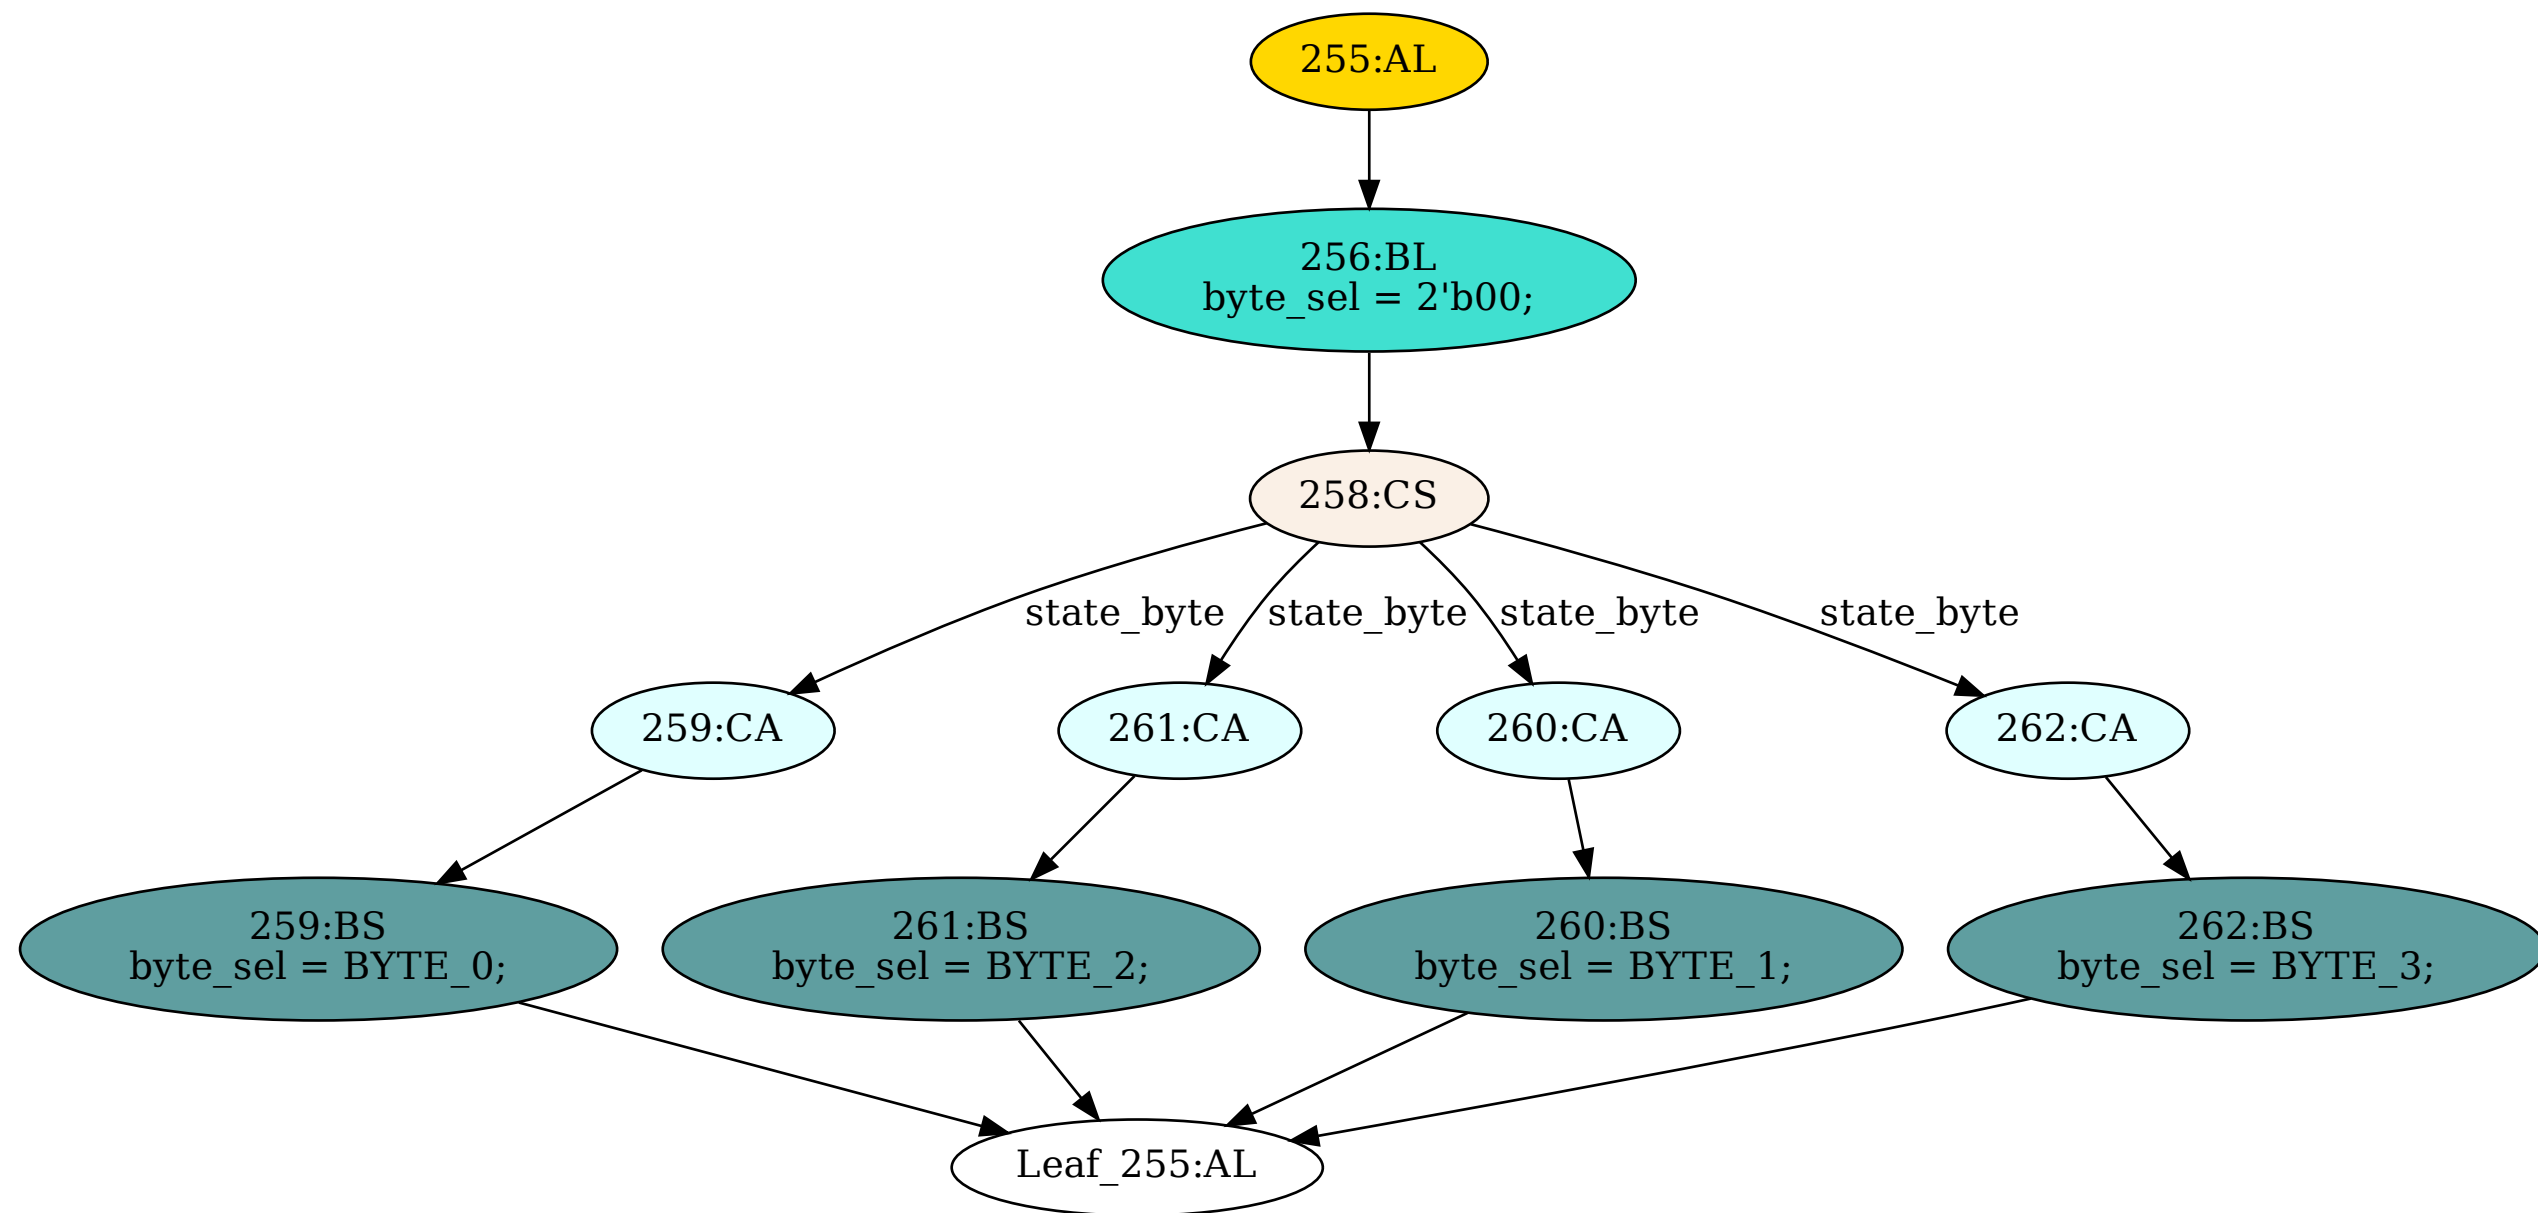 255:AL
256:BL
byte_sel = 2'b00;
258:CS
state_byte
state_byte
state_byte
state_byte
259:CA
261:CA
260:CA
262:CA
259:BS
byte_sel = BYTE_0;
261:BS
byte_sel = BYTE_2;
260:BS
byte_sel = BYTE_1;
262:BS
byte_sel = BYTE_3;
Leaf_255:AL